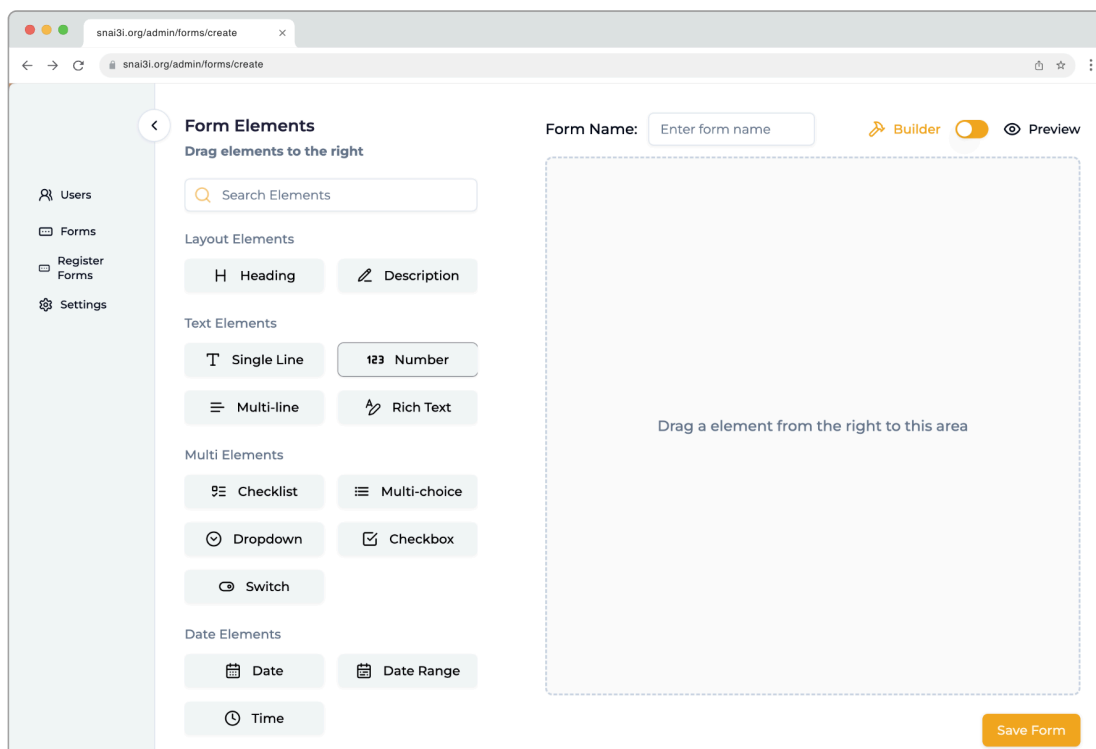 snai3i.org/admin/forms/create
snai3i.org/admin/forms/create
Users
Forms
Register
Forms
Settings
Form Elements
Drag elements to the right
Search Elements
Layout Elements
H Heading
Description
Text Elements
T Single Line
123 Number
Multi-line
Rich Text
Multi Elements
Checklist
Multi-choice
Dropdown
Checkbox
Switch
Date Elements
Date
Date Range
Time
Form Name:
Enter form name
Builder
Preview
Drag a element from the right to this area
Save Form